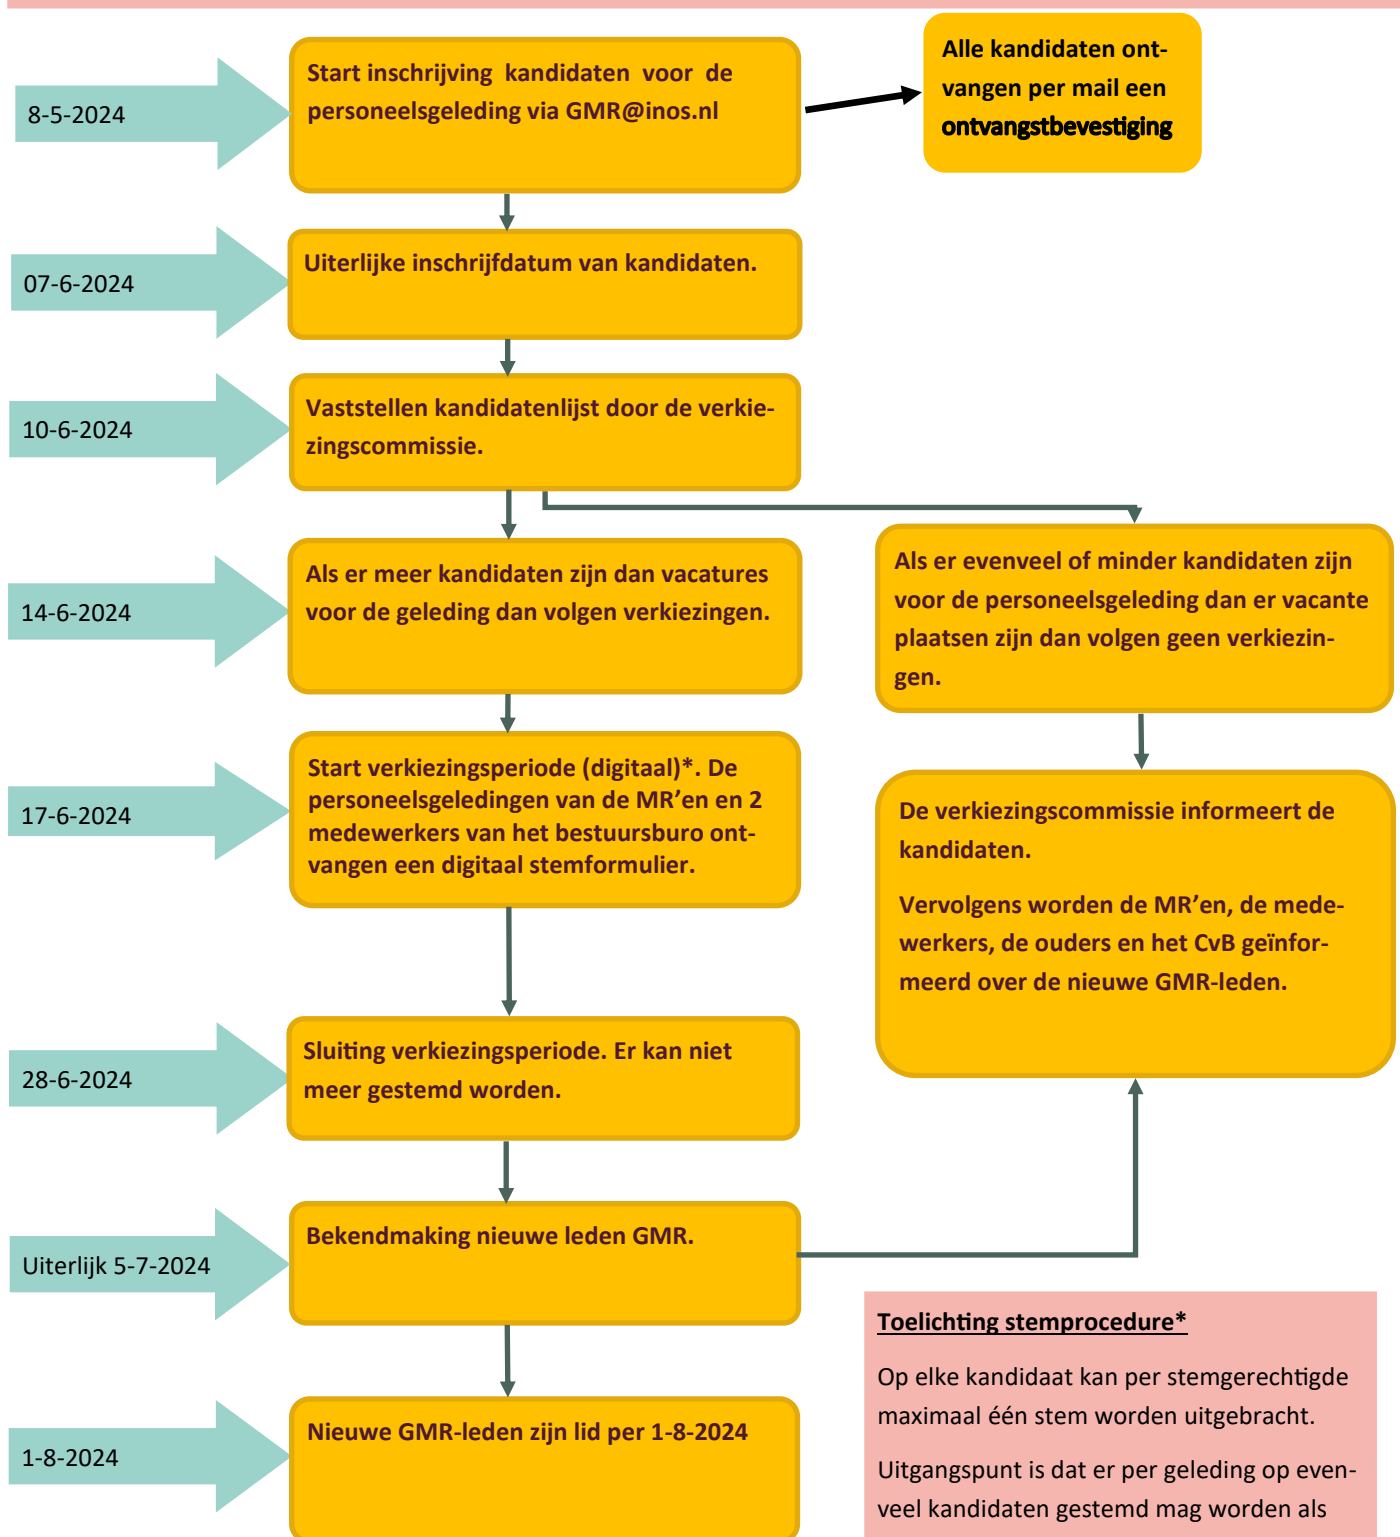 8-5-2024
Start inschrijving kandidaten voor de
personeelsgeleding via GMR@inos.nl
Alle kandidaten ont-
vangen per mail een
ontvangstbevestiging
07-6-2024
Uiterlijke inschrijfdatum van kandidaten.
10-6-2024
Vaststellen kandidatenlijst door de verkie-
zingscommissie.
14-6-2024
Als er meer kandidaten zijn dan vacatures
voor de geleding dan volgen verkiezingen.
Als er evenveel of minder kandidaten zijn
voor de personeelsgeleding dan er vacante
plaatsen zijn dan volgen geen verkiezin-
gen.
17-6-2024
Start verkiezingsperiode (digitaal)*. De
personeelsgeledingen van de MR’en en 2
medewerkers van het bestuursburo ont-
vangen een digitaal stemformulier.
De verkiezingscommissie informeert de
kandidaten.
Vervolgens worden de MR’en, de mede-
werkers, de ouders en het CvB geïnfor-
meerd over de nieuwe GMR-leden.
28-6-2024
Sluiting verkiezingsperiode. Er kan niet
meer gestemd worden.
Uiterlijk 5-7-2024
Bekendmaking nieuwe leden GMR.
1-8-2024
Nieuwe GMR-leden zijn lid per 1-8-2024
Toelichting stemprocedure*
Op elke kandidaat kan per stemgerechtigde
maximaal één stem worden uitgebracht.
Uitgangspunt is dat er per geleding op even-
veel kandidaten gestemd mag worden als